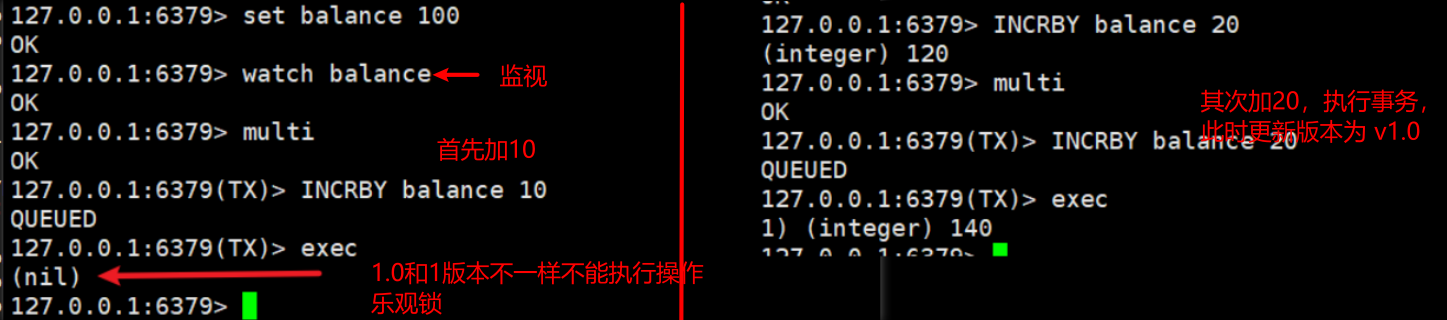 127.0.0.1:6379> set balance 100
OK
127.0.0.1:6379> watch balance
监视
OK
127.0.0.1:6379> multi
OK
首先加10
127.0.0.1:6379(TX)> INCRBY balance 10
QUEUED
127.0.0.1:6379(TX)> exec
(nil)
1.0和1版本不一样不能执行操作
乐观锁
127.0.0.1:6379>
127.0.0.1:6379> INCRBY balance 20
(integer) 120
127.0.0.1:6379> multi
OK
其次加20，执行事务，
此时更新版本为 v1.0
127.0.0.1:6379(TX)> INCRBY balance 20
QUEUED
127.0.0.1:6379(TX)> exec
1) (integer) 140
127.0.0.1:6379>